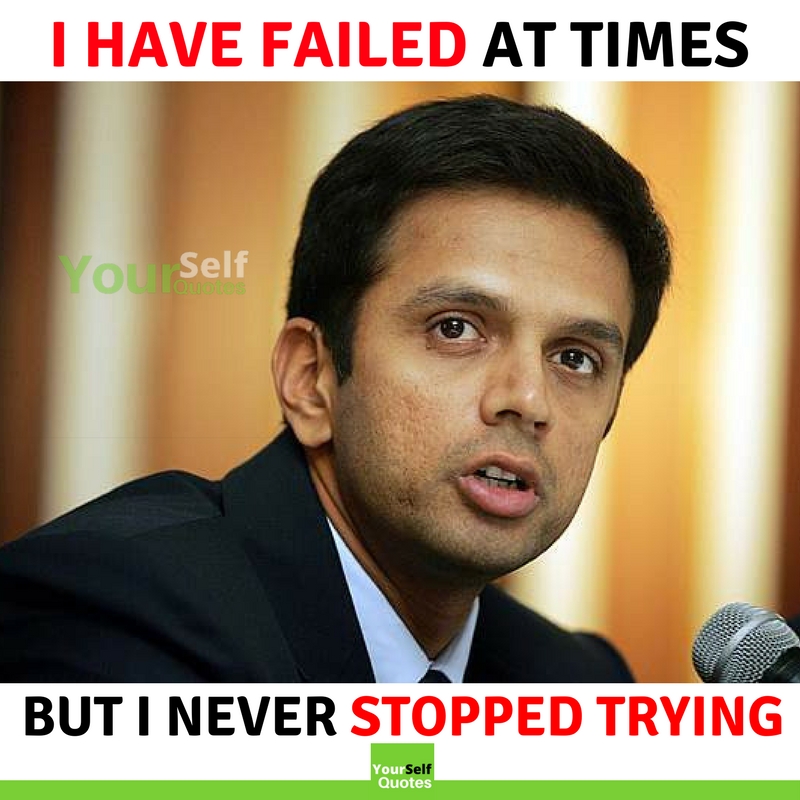 I HAVE FAILED AT TIMES
YourSelf
Quotes
BUT I NEVER STOPPED TRYING
YourSelf
Quotes